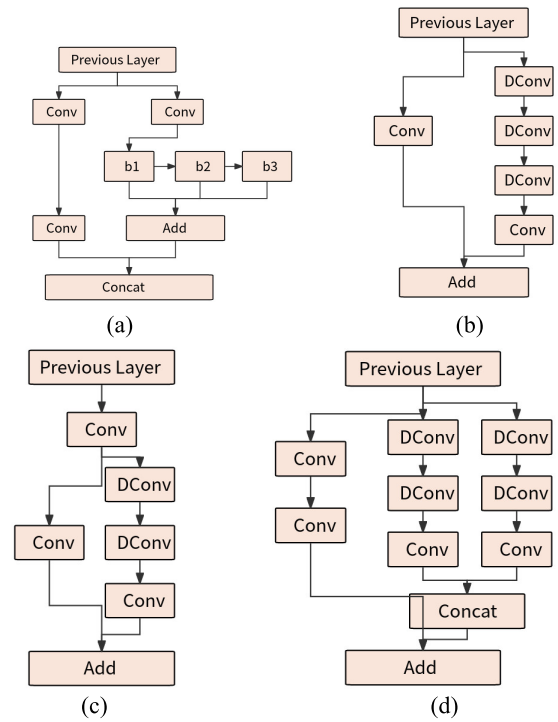 Previous Layer
Conv Conv
b1 b2 b3
Conv Add
Concat
(a)
Previous Layer
DConv
Conv DConv
DConv
Conv
Add
(b)
Previous Layer
Conv
DConv
Conv DConv
Conv
Add
(c)
Previous Layer
DConv DConv
Conv
DConv DConv
Conv
Conv Conv
Concat
Add
(d)